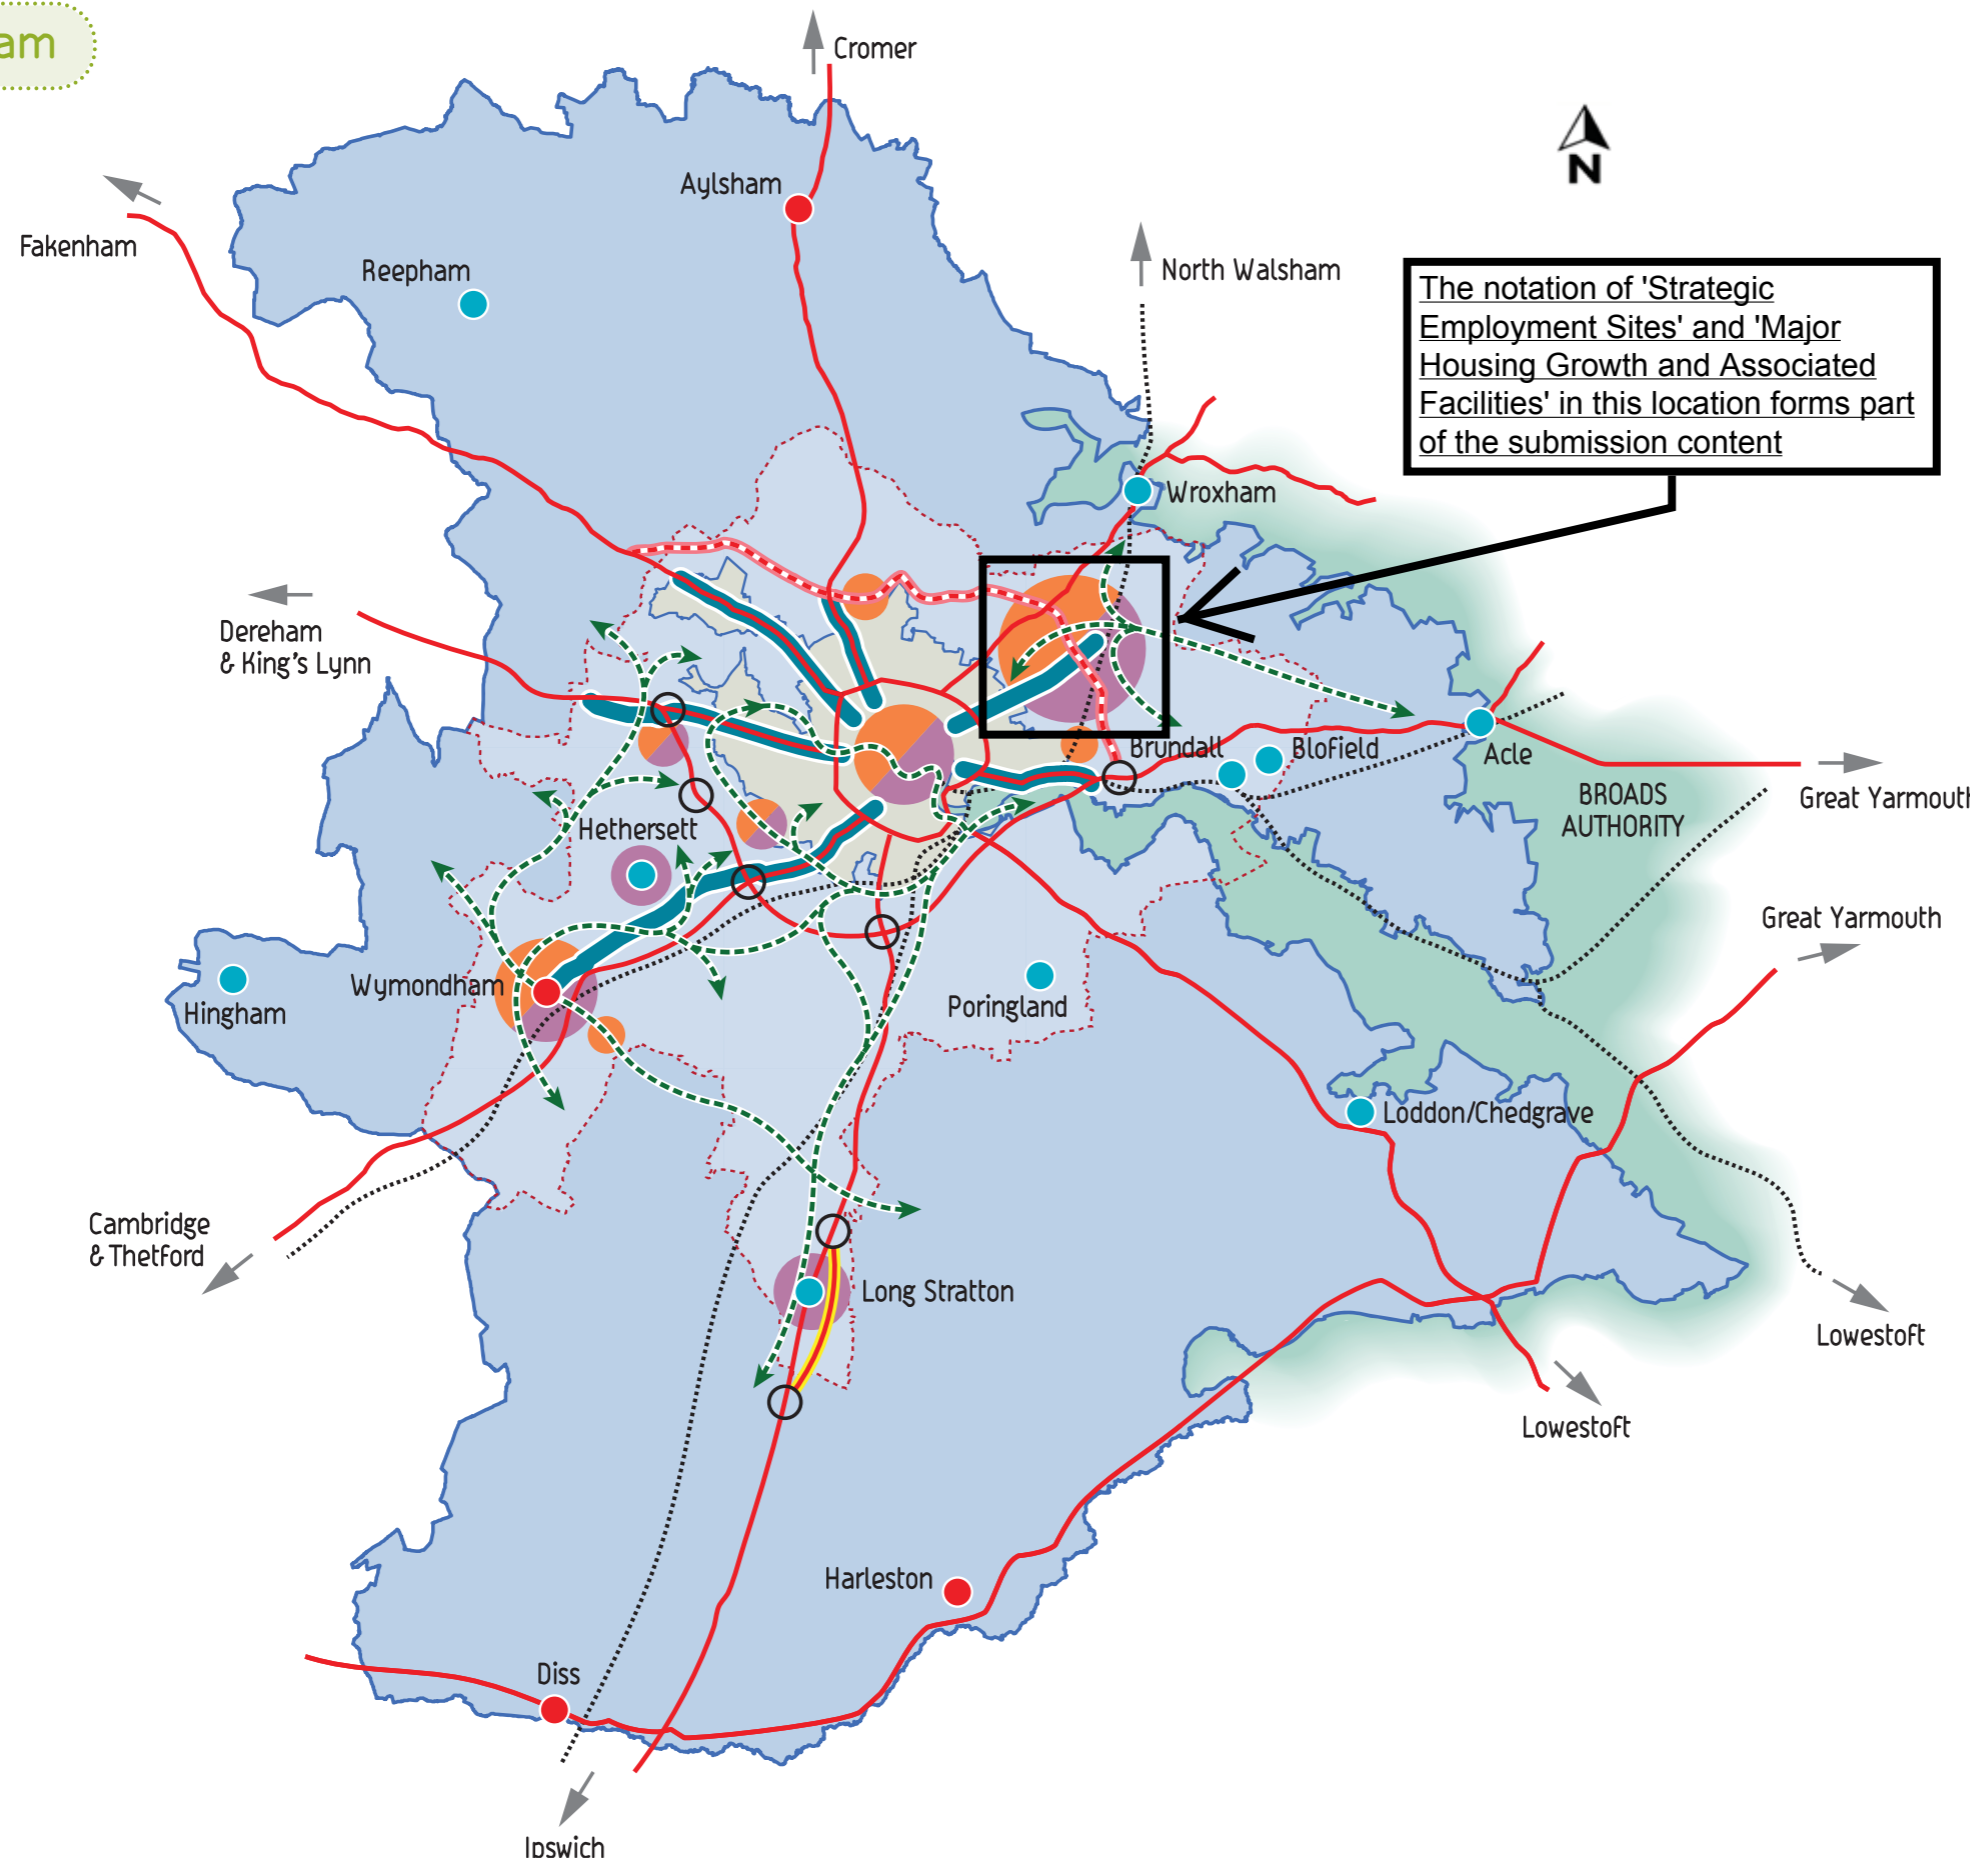 am
Cromer
Aylsham
Fakenham
Reepham
N
North Walsham
The notation of 'Strategic
Employment Sites' and 'Major
Housing Growth and Associated
Facilities' in this location forms part
of the submission content
Wroxham
Dereham
& King's Lynn
Brundall
Blofield
Acle
BROADS
AUTHORITY
Great Yarmouth
Hethersett
Great Yarmouth
Wymondham
Hingham
Poringland
Loddon/Chedgrave
Cambridge
& Thetford
Long Stratton
Lowestoft
Lowestoft
Harleston
Diss
Ipswich